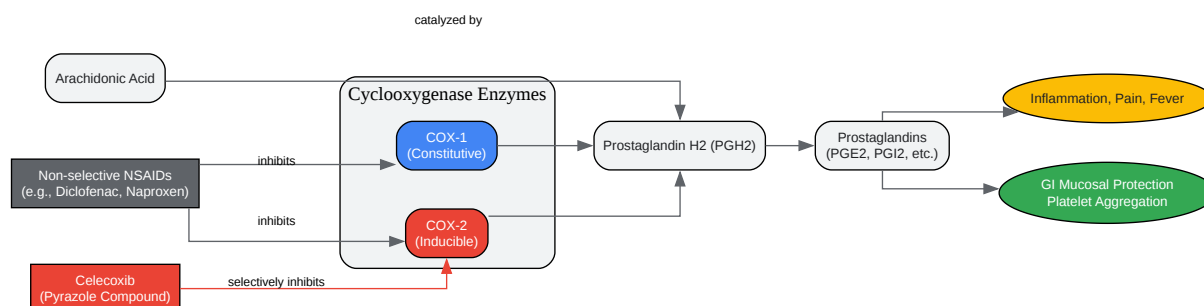 catalyzed by
Arachidonic Acid
Cyclooxygenase Enzymes
COX-1
(Constitutive)
Prostaglandin H2 (PGH2)
Prostaglandins
(PGE2, PGI2, etc.)
Inflammation, Pain, Fever
inhibits
Non-selective NSAIDs
(e.g., Diclofenac, Naproxen)
GI Mucosal Protection
Platelet Aggregation
inhibits
COX-2
(Inducible)
Celecoxib
(Pyrazole Compound)
selectively inhibits